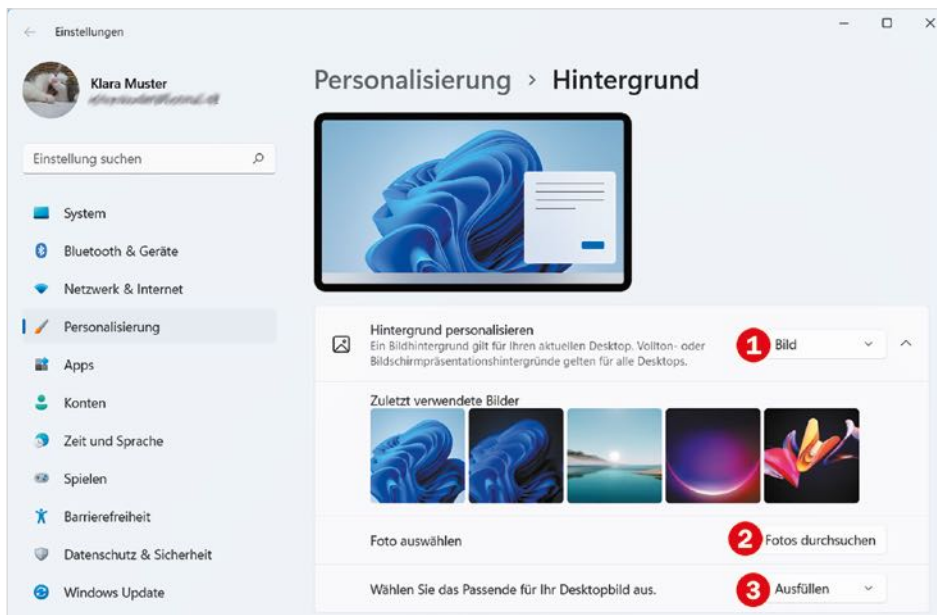 Einstellungen
Klara Muster
Einstellung suchen
System
Bluetooth & Geräte
Netzwerk & Internet
Personalisierung
Apps
Konten
Zeit und Sprache
Spielen
Barrierefreiheit
Datenschutz & Sicherheit
Windows Update
Personalisierung > Hintergrund
Hintergrund personalisieren
Ein Bildhintergrund gilt für Ihren aktuellen Desktop. Vollton- oder
Bildschirmpräsentationshintergründe gelten für alle Desktops.
1 Bild
Zuletzt verwendete Bilder
Foto auswählen
2 Fotos durchsuchen
Wählen Sie das Passende für Ihr Desktopbild aus.
3 Ausfüllen